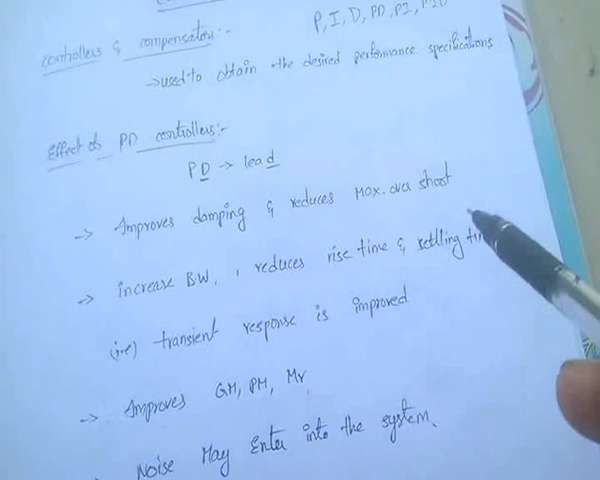 P, I, D, PD, PI, PID
controllers & compensators:-
→ used to obtain the desired performance specifications
Effect of PD controllers:-
PD → lead
→ Improves damping & reduces Max. over shoot
→ increase BW, reduces rise time & settling
(i.e) transient response is improved
→ Improves GM, PM, Mr
Noise May Enter into the system.